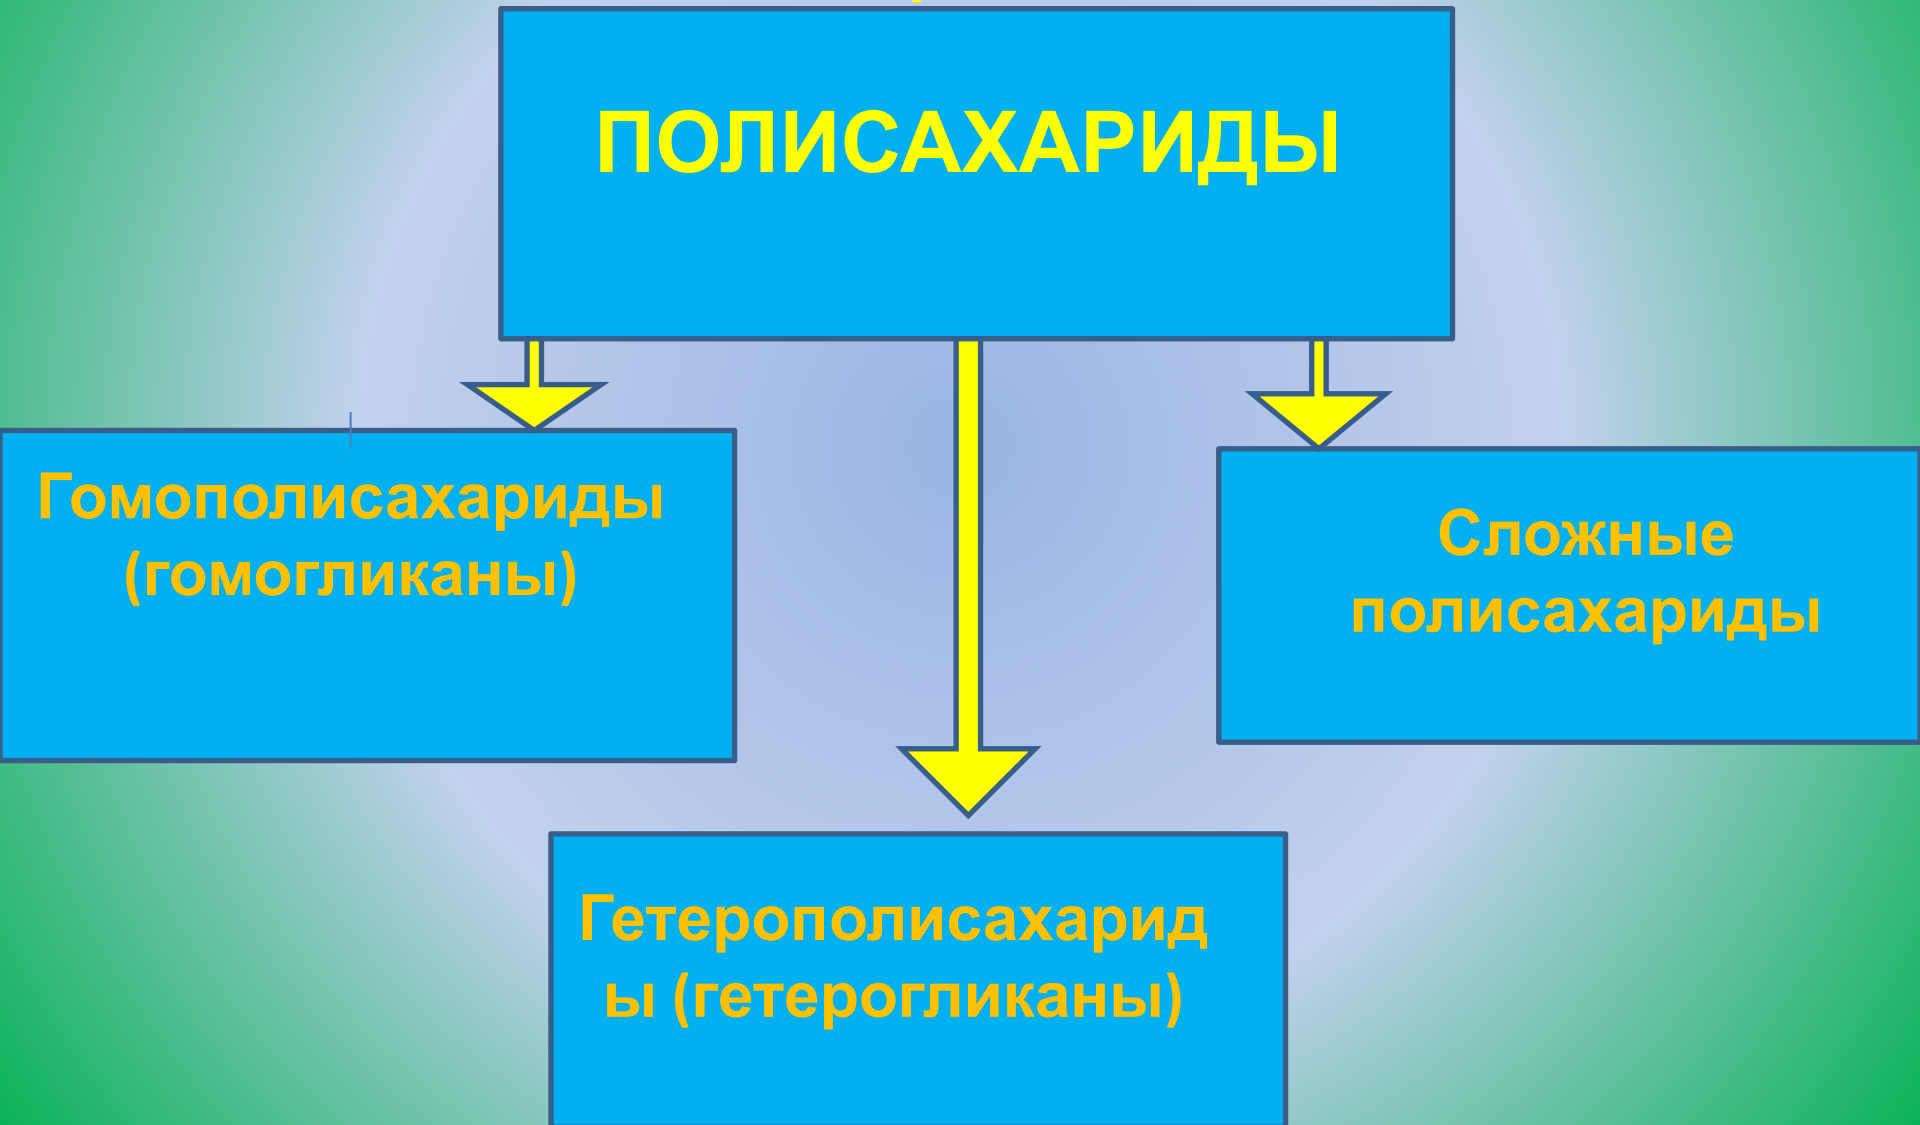 ПОЛИСАХАРИДЫ
Гомополисахариды
(гомогликаны)
Сложные
полисахариды
Гетерополисахарид
ы (гетерогликаны)